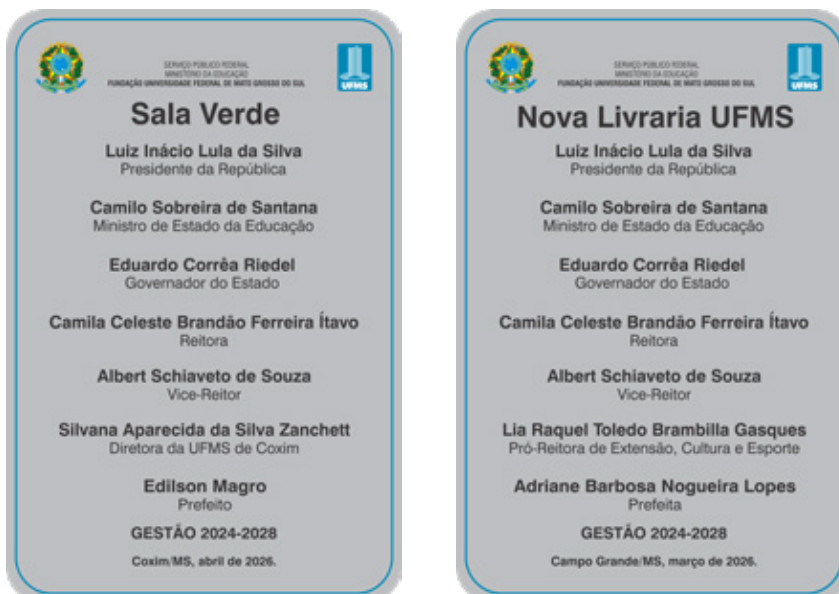 SERVIÇO PÚBLICO FEDERAL
MINISTÉRIO DA EDUCAÇÃO
FUNDAÇÃO UNIVERSIDADE FEDERAL DE MATO GROSSO DO SUL
UFMS
Sala Verde
Luiz Inácio Lula da Silva
Presidente da República
Camilo Sobreira de Santana
Ministro de Estado da Educação
Eduardo Corrêa Riedel
Governador do Estado
Camila Celeste Brandão Ferreira Ítavo
Reitora
Albert Schiaveto de Souza
Vice-Reitor
Silvana Aparecida da Silva Zanchett
Diretora da UFMS de Coxim
Edilson Magro
Prefeito
GESTÃO 2024-2028
Coxim/MS, abril de 2026.
SERVIÇO PÚBLICO FEDERAL
MINISTÉRIO DA EDUCAÇÃO
FUNDAÇÃO UNIVERSIDADE FEDERAL DE MATO GROSSO DO SUL
UFMS
Nova Livraria UFMS
Luiz Inácio Lula da Silva
Presidente da República
Camilo Sobreira de Santana
Ministro de Estado da Educação
Eduardo Corrêa Riedel
Governador do Estado
Camila Celeste Brandão Ferreira Ítavo
Reitora
Albert Schiaveto de Souza
Vice-Reitor
Lia Raquel Toledo Brambilla Gasques
Pró-Reitora de Extensão, Cultura e Esporte
Adriane Barbosa Nogueira Lopes
Prefeita
GESTÃO 2024-2028
Campo Grande/MS, março de 2026.